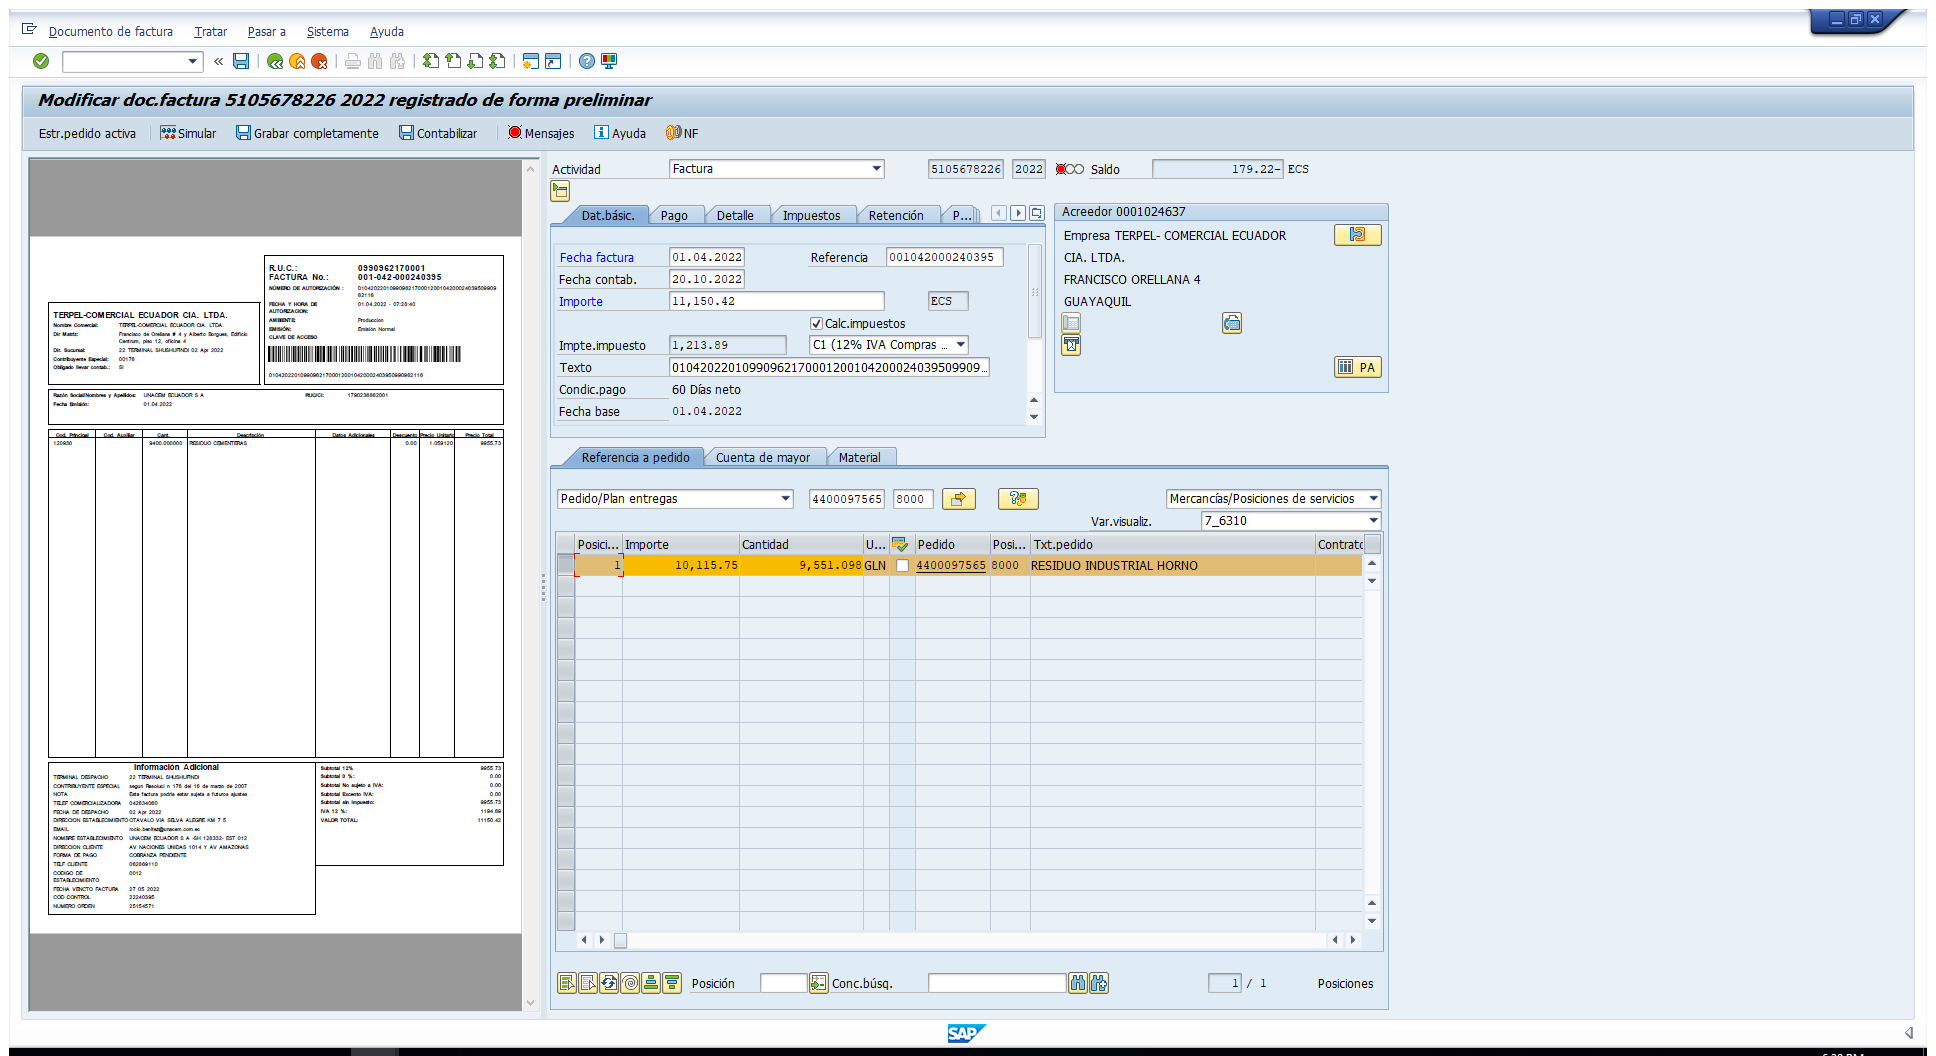 Documento de factura Tratar Pasar a Sistema Ayuda
Modificar doc.factura 5105678226 2022 registrado de forma preliminar
Estr.pedido activa Simular Grabar completamente Contabilizar Mensajes Ayuda NF
R.U.C.: 0990962170001
FACTURA No.: 001-042-000240395
NÚMERO DE AUTORIZACIÓN :
FECHA Y HORA DE AUTORIZACION: 01.04.2022 - 07:28:40
AMBIENTE: Produccion
EMISIÓN: Emisión Normal
CLAVE DE ACCESO
TERPEL-COMERCIAL ECUADOR CIA. LTDA.
Nombre Comercial: TERPEL-COMERCIAL ECUADOR CIA. LTDA.
Dir Matriz: Francisco de Orellana # 4 y Alberto Borgues, Edificio
Centrum, piso 12, oficina 4
Dir. Sucursal: 22 TERMINAL SHUSHUFINDI 02 Apr 2022
Contribuyente Especial: 00176
Obligado llevar contab.: SI
Razón Social/Nombres y Apellidos: UNACEM ECUADOR S A RUC/CI: 1790236862001
Fecha Emisión: 01.04.2022
Cod. Principal Cod. Auxiliar Cant. Descripción Datos Adicionales Descuento Precio Unitario Precio Total
120930 9400.000000 RESIDUO CEMENTERAS 0.00 1.059120 9955.73
Información Adicional
TERMINAL DESPACHO 22 TERMINAL SHUSHUFINDI
CONTRIBUYENTE ESPECIAL segun Resoluci n 176 del 16 de marzo de 2007
NOTA Esta factura podria estar sujeta a futuros ajustes
TELEF COMERCIALIZADORA 042634060
FECHA DE DESPACHO 02 Apr 2022
DIRECCION ESTABLECIMIENTO OTAVALO VIA SELVA ALEGRE KM 7 5
EMAIL rocio.benitez@unacem.com.ec
NOMBRE ESTABLECIMIENTO UNACEM ECUADOR S A -GH 128332- EST 012
DIRECCION CLIENTE AV NACIONES UNIDAS 1014 Y AV AMAZONAS
FORMA DE PAGO COBRANZA PENDIENTE
TELF CLIENTE 062869110
CODIGO DE ESTABLECIMIENTO 0012
FECHA VENCTO FACTURA 27 05 2022
COD CONTROL 22240395
NUMERO ORDEN 25154571
Subtotal 12% 9955.73
Subtotal 0 %: 0.00
Subtotal No sujeto a IVA: 0.00
Subtotal Excento IVA: 0.00
Subtotal sin Impuesto: 9955.73
IVA 12 %: 1194.69
VALOR TOTAL: 11150.42
Actividad Factura 5105678226 2022 Saldo 179.22- ECS
Dat.básic. Pago Detalle Impuestos Retención P...
Fecha factura 01.04.2022 Referencia 001042000240395
Fecha contab. 20.10.2022
Importe 11,150.42 ECS
Calc.impuestos
Impte.impuesto 1,213.89 C1 (12% IVA Compras ...
Texto 010420220109909621700012001042000240395099​09...
Condic.pago 60 Días neto
Fecha base 01.04.2022
Acreedor 0001024637
Empresa TERPEL- COMERCIAL ECUADOR
CIA. LTDA.
FRANCISCO ORELLANA 4
GUAYAQUIL
PA
Referencia a pedido Cuenta de mayor Material
Pedido/Plan entregas 4400097565 8000 Mercancías/Posiciones de servicios
Var.visualiz. 7_6310
Posici... Importe Cantidad U... Pedido Posi... Txt.pedido Contrato
1 10,115.75 9,551.098 GLN 4400097565 8000 RESIDUO INDUSTRIAL HORNO
Posición Conc.búsq. 1 / 1 Posiciones
SAP